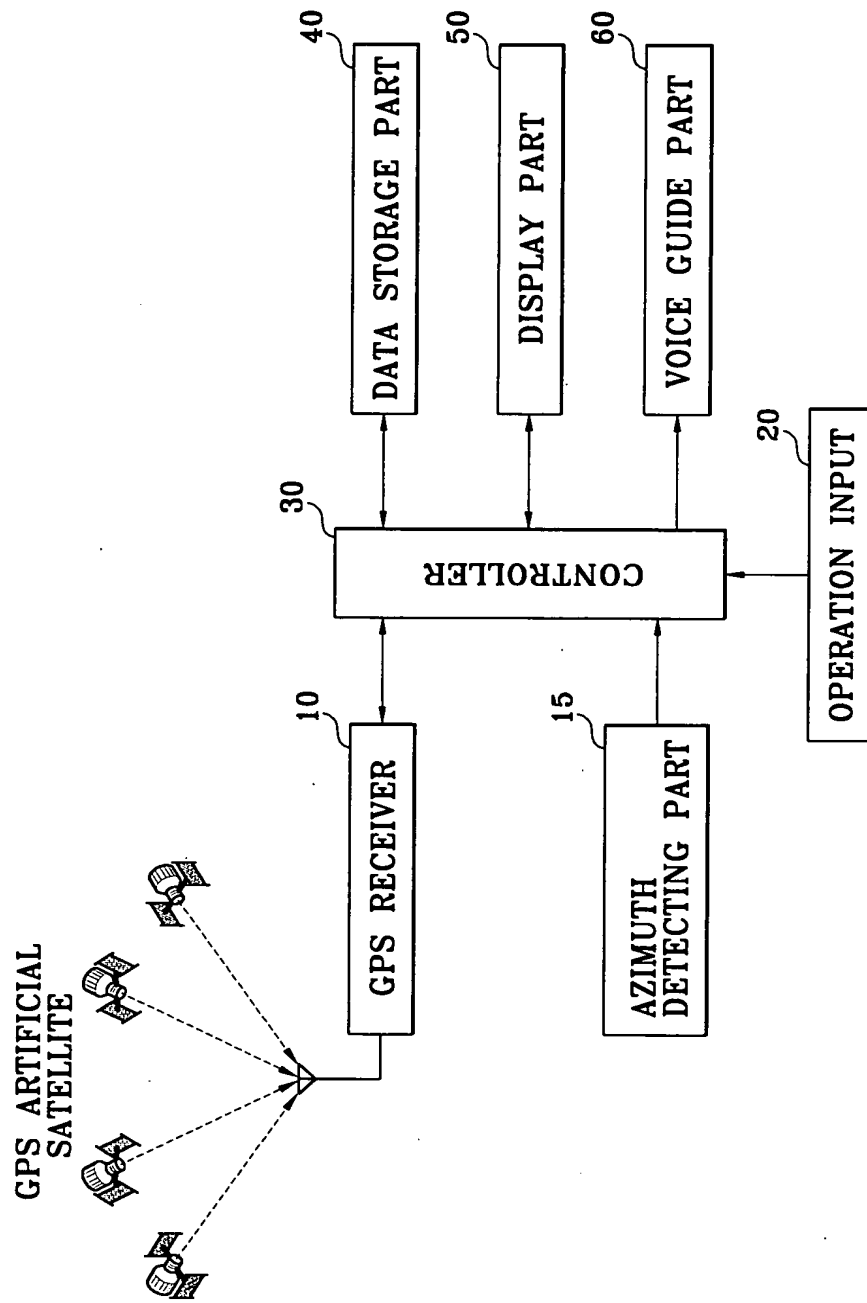 GPS ARTIFICIAL
SATELLITE
10
GPS RECEIVER
15
AZIMUTH
DETECTING PART
30
CONTROLLER
20
OPERATION INPUT
40
DATA STORAGE PART
50
DISPLAY PART
60
VOICE GUIDE PART